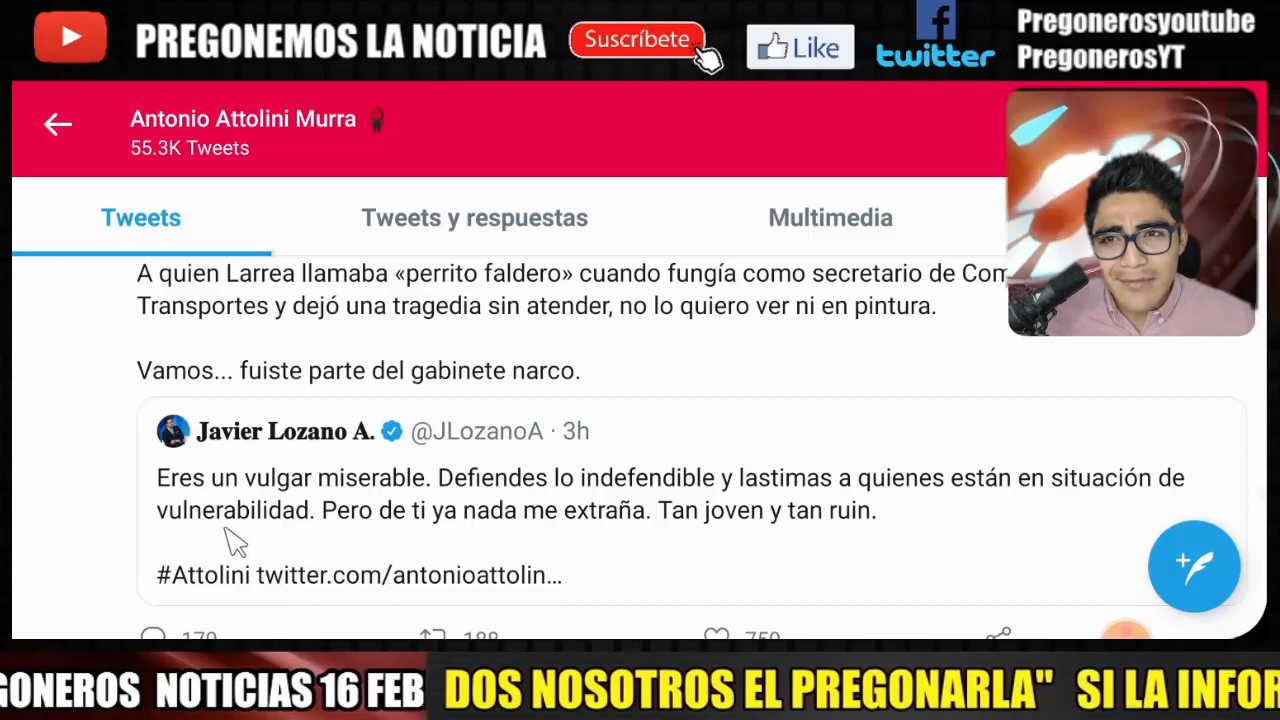 PREGONEMOS LA NOTICIA
Suscríbete
Like
twitter
Pregonerosyoutube
PregonerosYT
Antonio Attolini Murra
55.3K Tweets
Tweets
Tweets y respuestas
Multimedia
A quien Larrea llamaba «perrito faldero» cuando fungía como secretario de Com
Transportes y dejó una tragedia sin atender, no lo quiero ver ni en pintura.
Vamos... fuiste parte del gabinete narco.
Javier Lozano A. @JLozanoA · 3h
Eres un vulgar miserable. Defiendes lo indefendible y lastimas a quienes están en situación de
vulnerabilidad. Pero de ti ya nada me extraña. Tan joven y tan ruin.
#Attolini twitter.com/antonioattolin...
179 188 759
GONEROS NOTICIAS 16 FEB DOS NOSOTROS EL PREGONARLA" SI LA INFOR